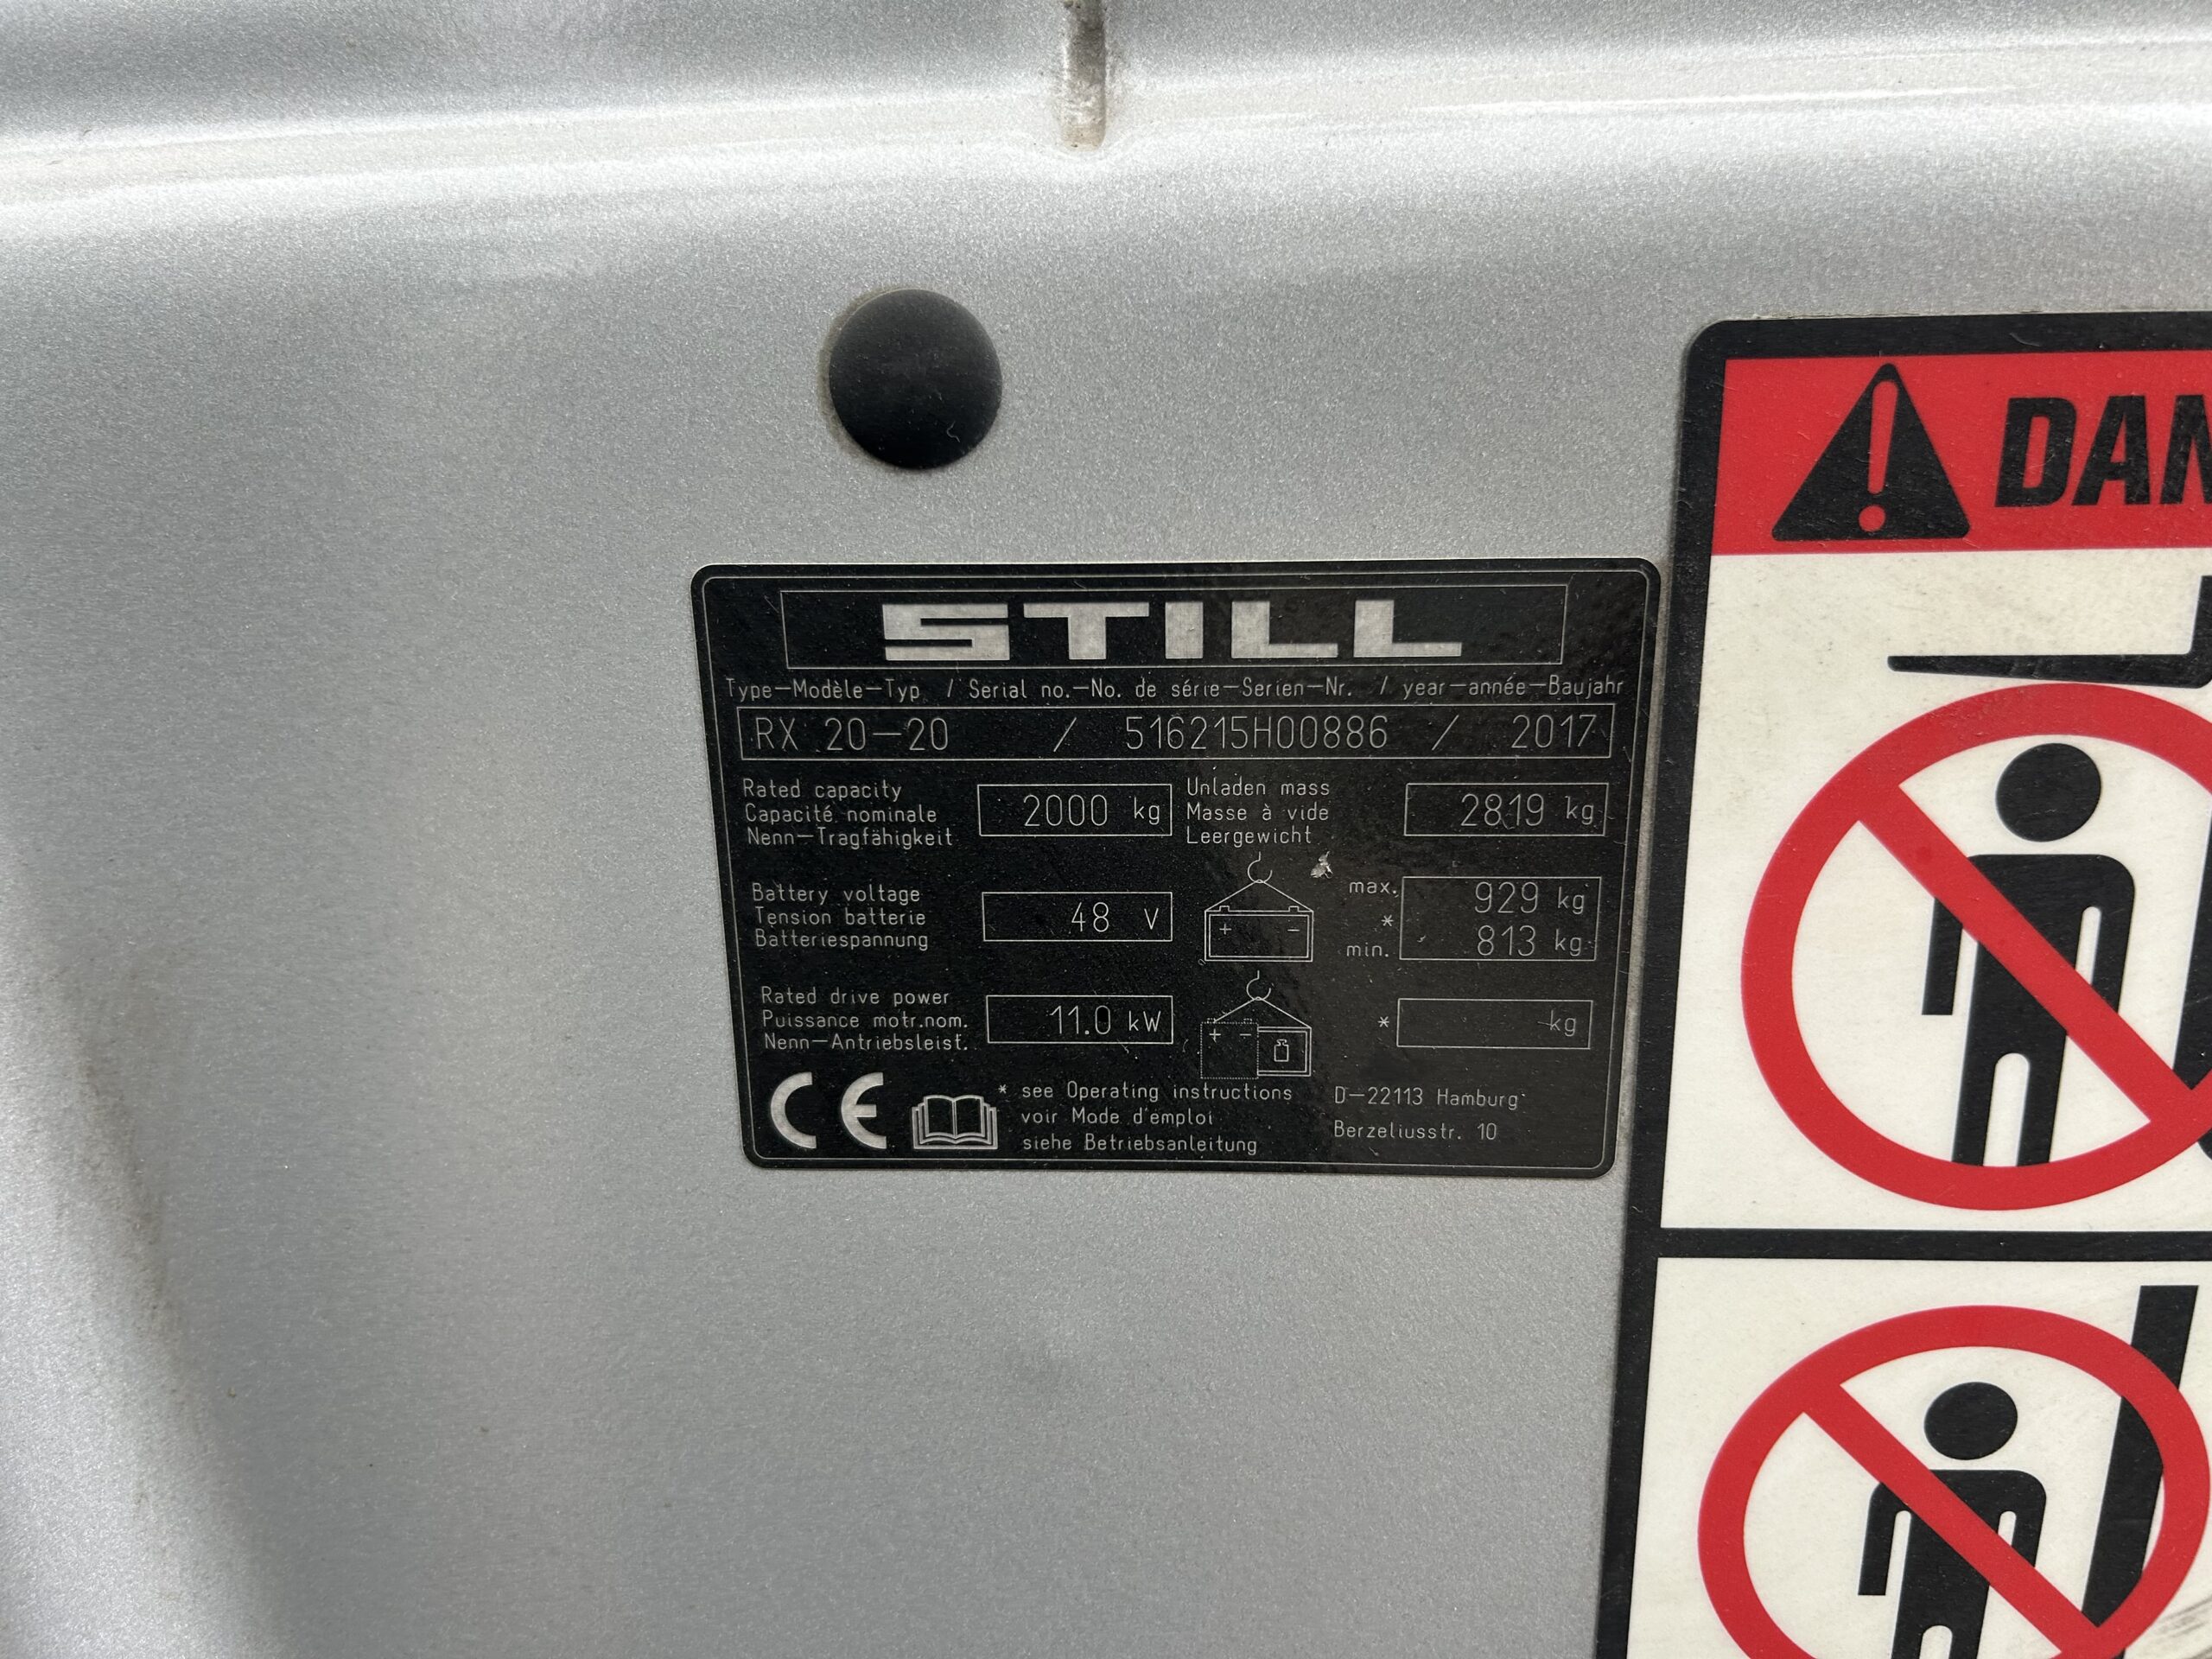 STILL
Type-Modèle-Typ / Serial no.-No. de série-Serien-Nr. / year-année-Baujahr
RX 20-20 / 516215H00886 / 2017
Rated capacity
Capacité nominale
Nenn-Tragfähigkeit
2000 kg
Unladen mass
Masse à vide
Leergewicht
2819 kg
Battery voltage
Tension batterie
Batteriespannung
48 V
+ -
max. 929 kg
*
min. 813 kg
Rated drive power
Puissance motr.nom.
Nenn-Antriebsleist.
11.0 kW
+ -
* kg
CE
* see Operating instructions
voir Mode d'emploi
siehe Betriebsanleitung
D-22113 Hamburg
Berzeliusstr. 10
DAN